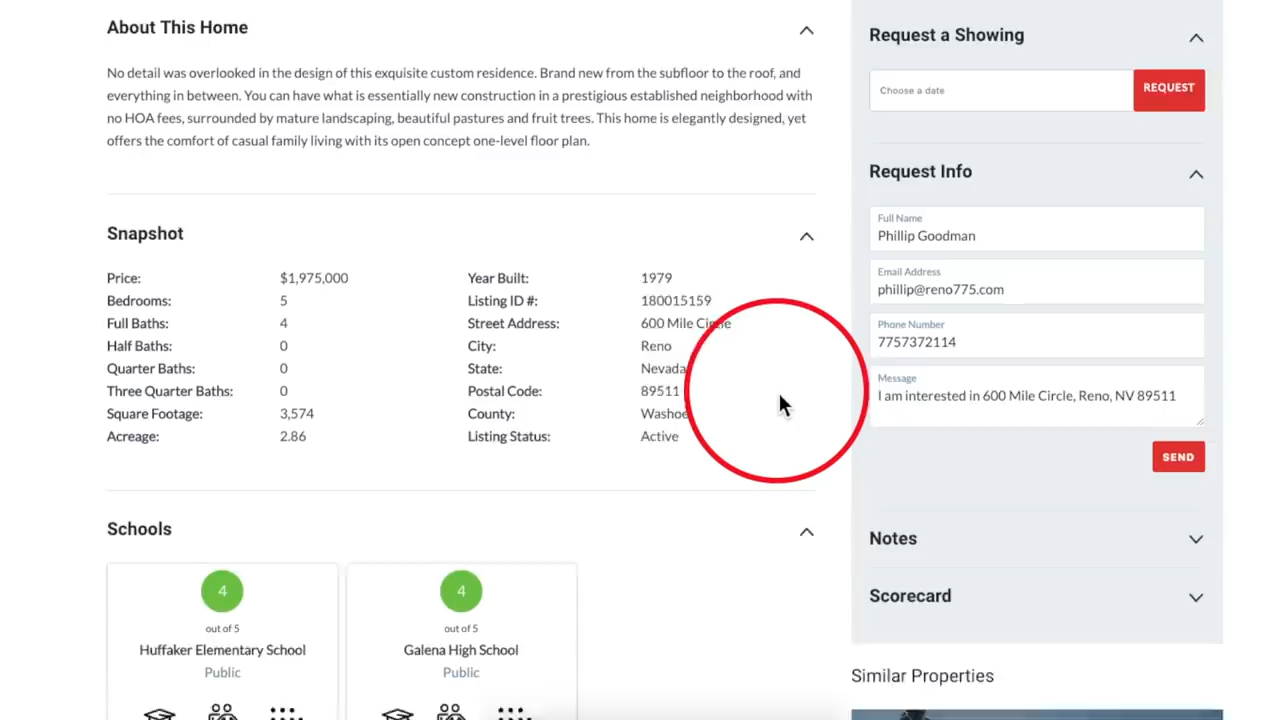 About This Home
No detail was overlooked in the design of this exquisite custom residence. Brand new from the subfloor to the roof, and
everything in between. You can have what is essentially new construction in a prestigious established neighborhood with
no HOA fees, surrounded by mature landscaping, beautiful pastures and fruit trees. This home is elegantly designed, yet
offers the comfort of casual family living with its open concept one-level floor plan.
Snapshot
Price: $1,975,000
Bedrooms: 5
Full Baths: 4
Half Baths: 0
Quarter Baths: 0
Three Quarter Baths: 0
Square Footage: 3,574
Acreage: 2.86
Year Built: 1979
Listing ID #: 180015159
Street Address: 600 Mile Circle
City: Reno
State: Nevada
Postal Code: 89511
County: Washoe
Listing Status: Active
Schools
4
out of 5
Huffaker Elementary School
Public
4
out of 5
Galena High School
Public
Request a Showing
Choose a date
REQUEST
Request Info
Full Name
Phillip Goodman
Email Address
phillip@reno775.com
Phone Number
7757372114
Message
I am interested in 600 Mile Circle, Reno, NV 89511
SEND
Notes
Scorecard
Similar Properties